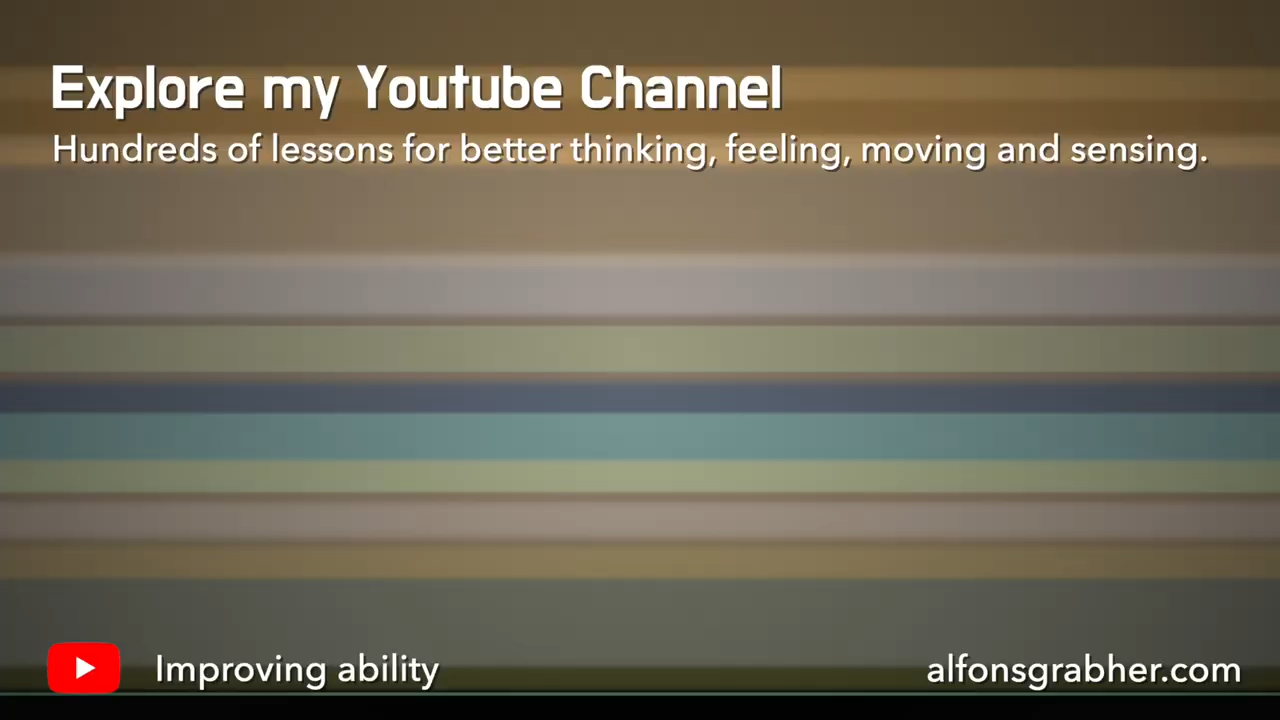 Explore my Youtube Channel
Hundreds of lessons for better thinking, feeling, moving and sensing.
Improving ability
alfonsgrabher.com